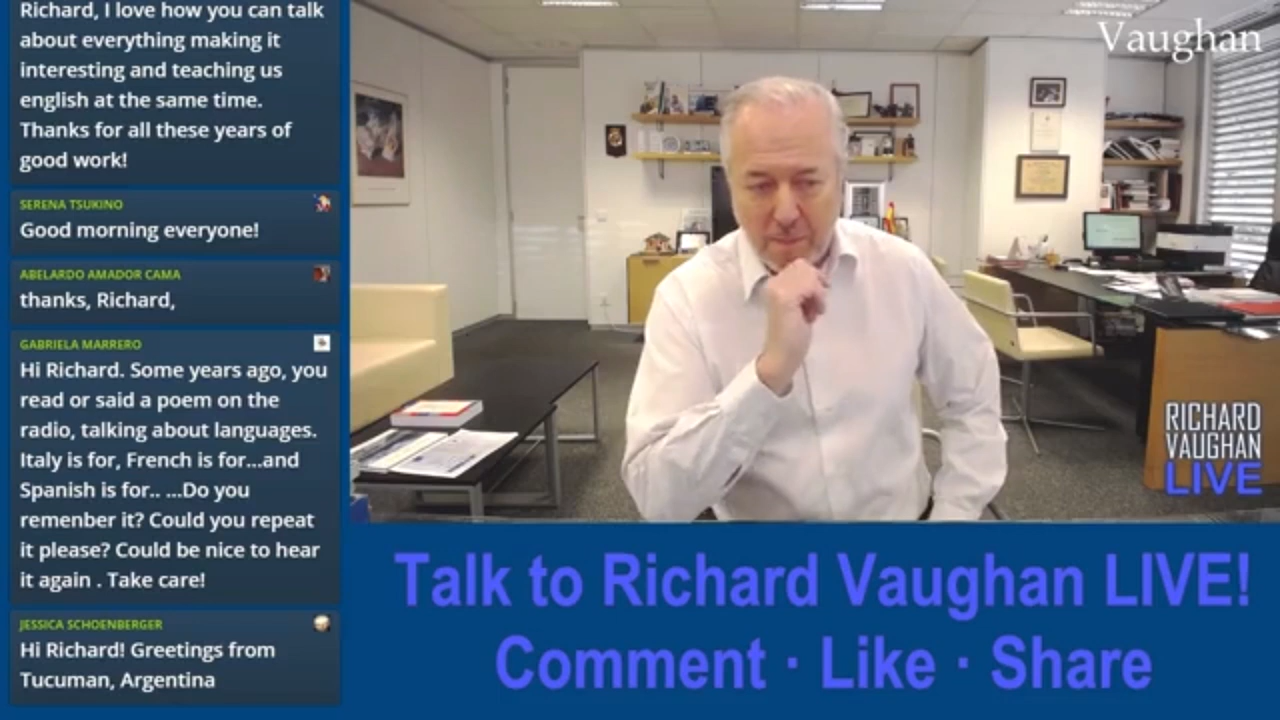 Richard, I love how you can talk
about everything making it
interesting and teaching us
english at the same time.
Thanks for all these years of
good work!
SERENA TSUKINO
Good morning everyone!
ABELARDO AMADOR CAMA
thanks, Richard,
GABRIELA MARRERO
Hi Richard. Some years ago, you
read or said a poem on the
radio, talking about languages.
Italy is for, French is for...and
Spanish is for.. ...Do you
remenber it? Could you repeat
it please? Could be nice to hear
it again . Take care!
JESSICA SCHOENBERGER
Hi Richard! Greetings from
Tucuman, Argentina
Vaughan
RICHARD
VAUGHAN
LIVE
Talk to Richard Vaughan LIVE!
Comment · Like · Share